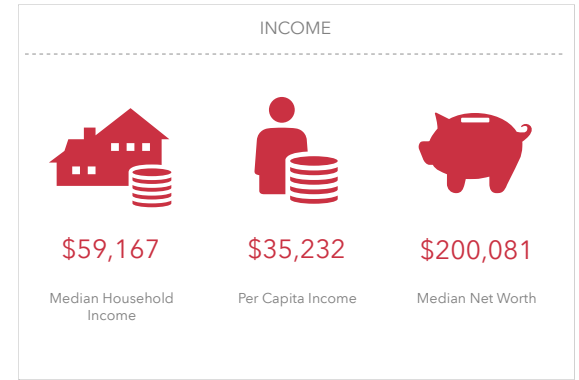 INCOME
$59,167
$35,232
$200,081
Median Household
Income
Per Capita Income
Median Net Worth